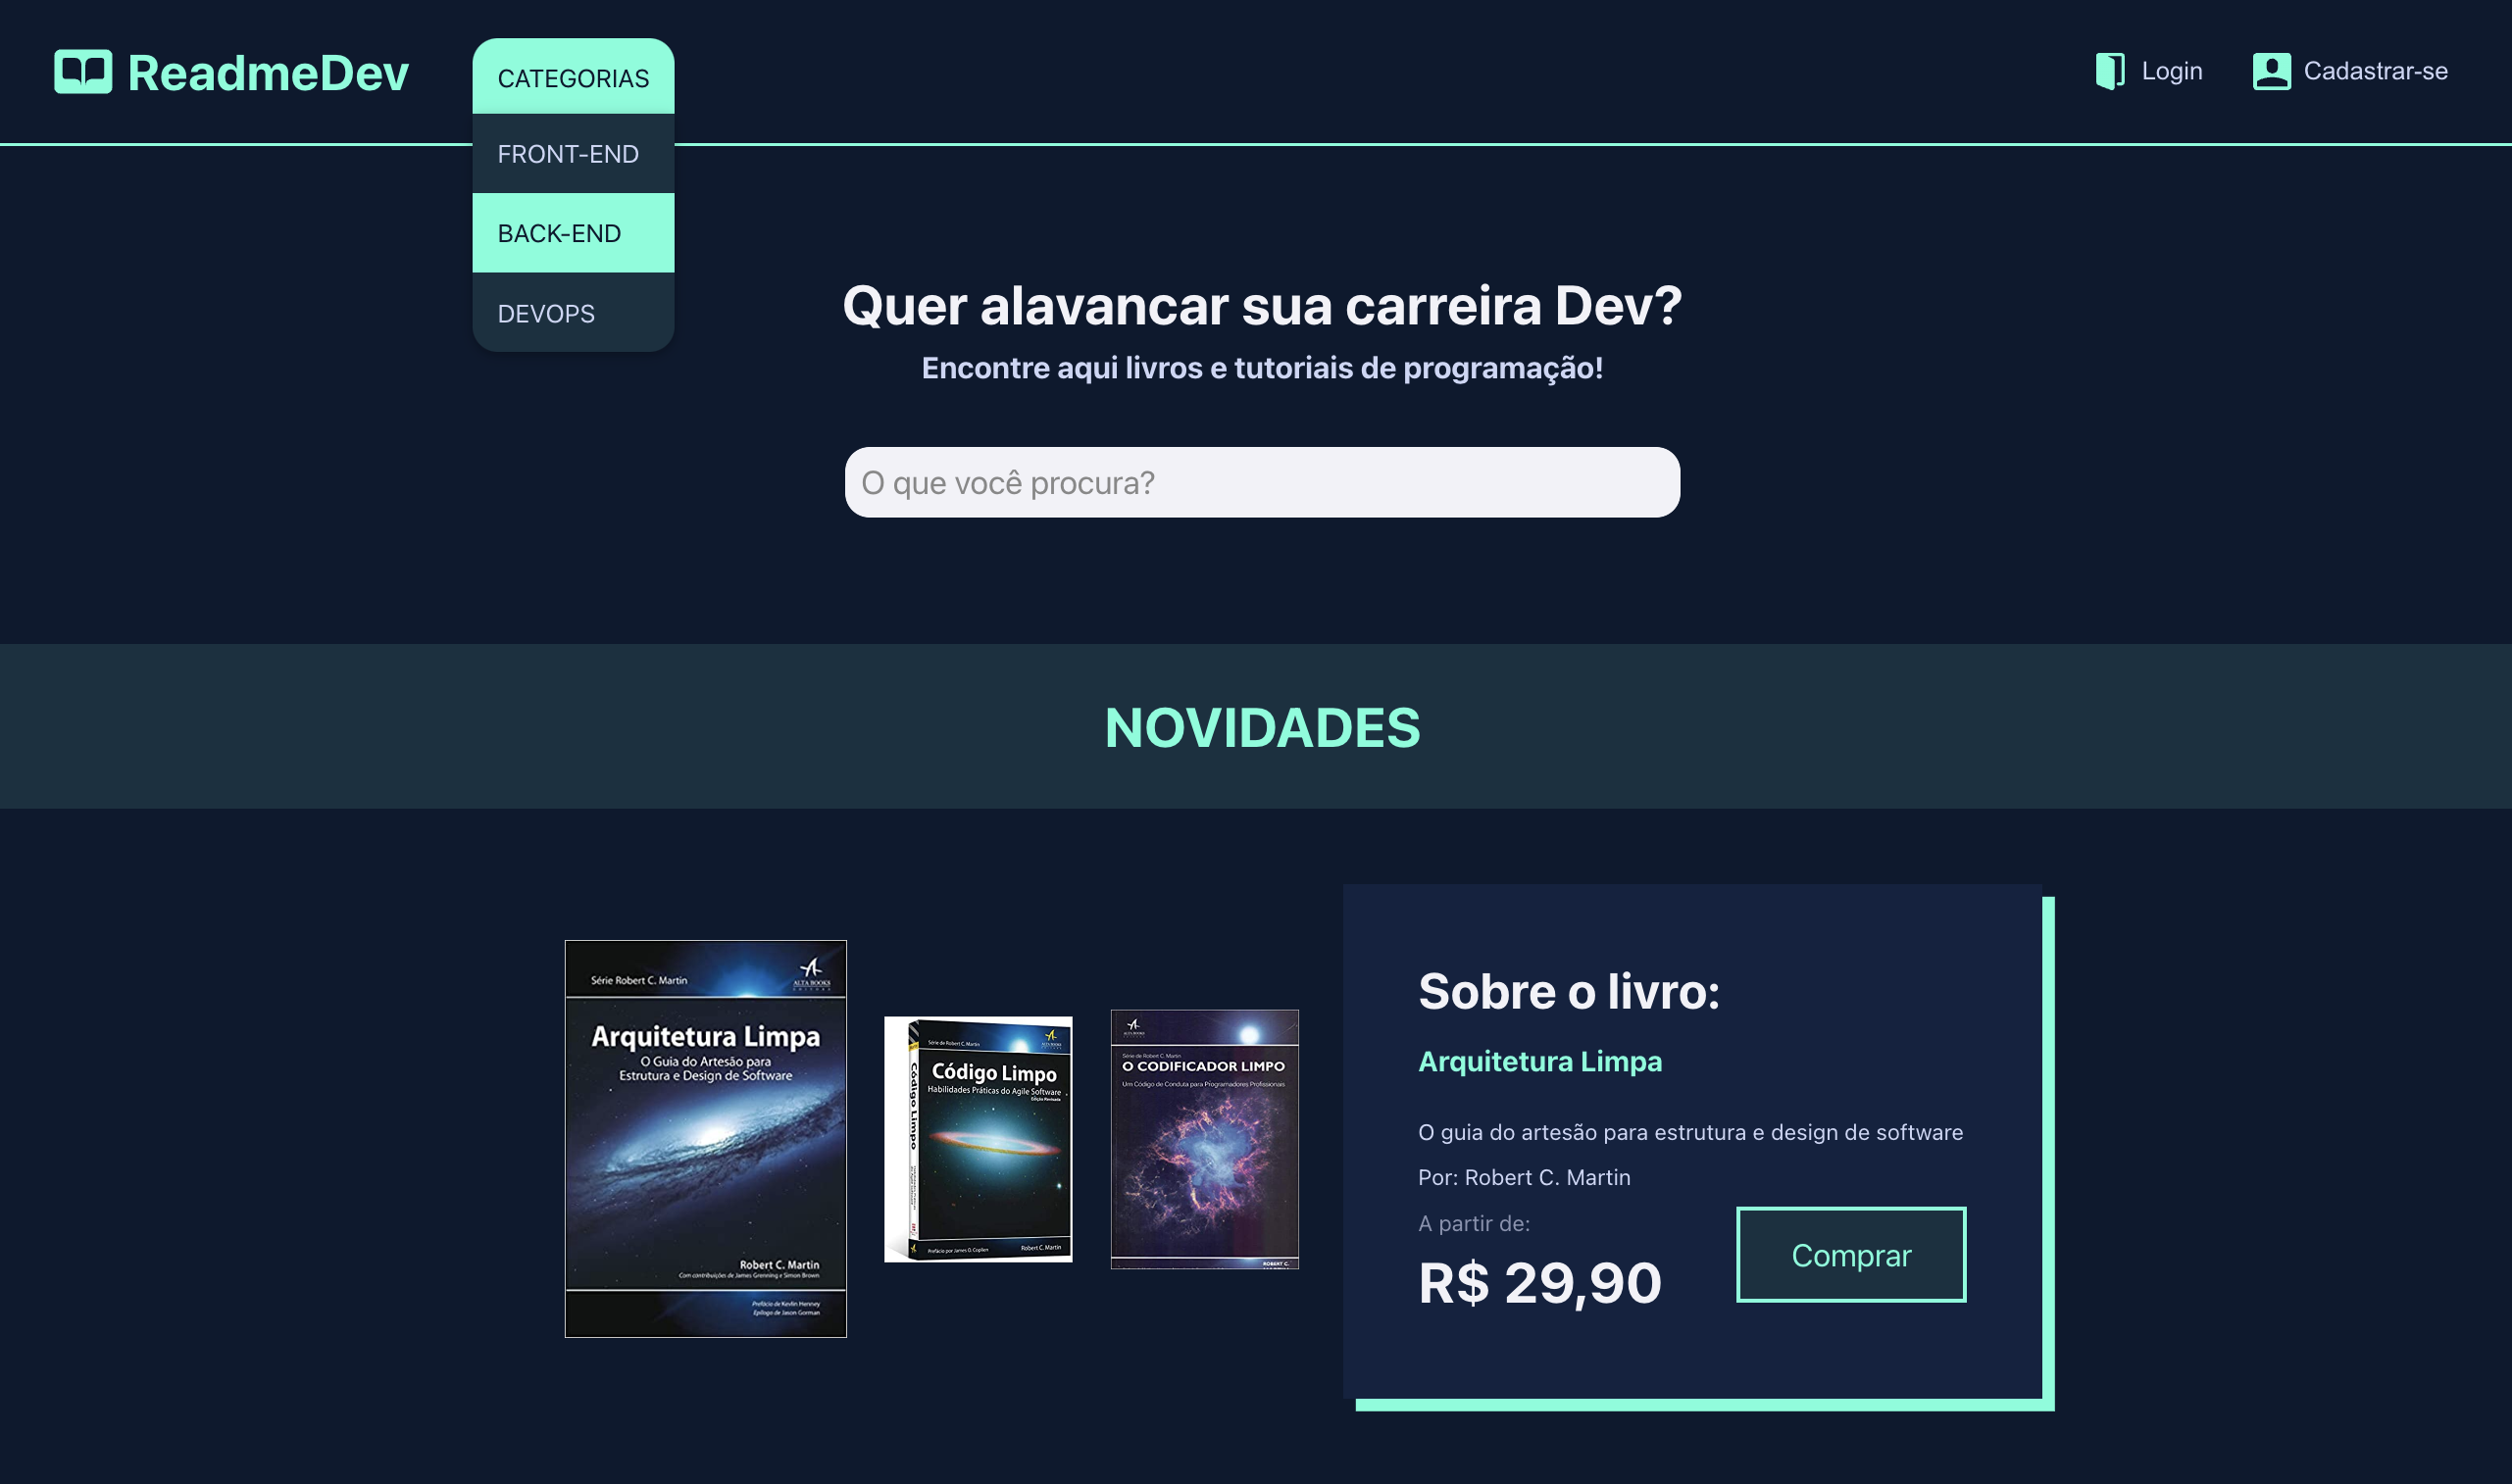 ReadmeDev
CATEGORIAS
FRONT-END
BACK-END
DEVOPS
Login
Cadastrar-se
Quer alavancar sua carreira Dev?
Encontre aqui livros e tutoriais de programação!
O que você procura?
NOVIDADES
Série Robert C. Martin
ALTA BOOKS
EDITORA
Arquitetura Limpa
O Guia do Artesão para
Estrutura e Design de Software
Robert C. Martin
Com contribuições de James Grenning e Simon Brown
Prefácio de Kevlin Henney
Epílogo de Jason Gorman
Código Limpo
Série de Robert C. Martin
Código Limpo
Habilidades Práticas do Agile Software
Edição Revisada
Prefácio por James O. Coplien
Robert C. Martin
Série de Robert C. Martin
O CODIFICADOR LIMPO
Um Código de Conduta para Programadores Profissionais
ROBERT C.
Sobre o livro:
Arquitetura Limpa
O guia do artesão para estrutura e design de software
Por: Robert C. Martin
A partir de:
R$ 29,90
Comprar